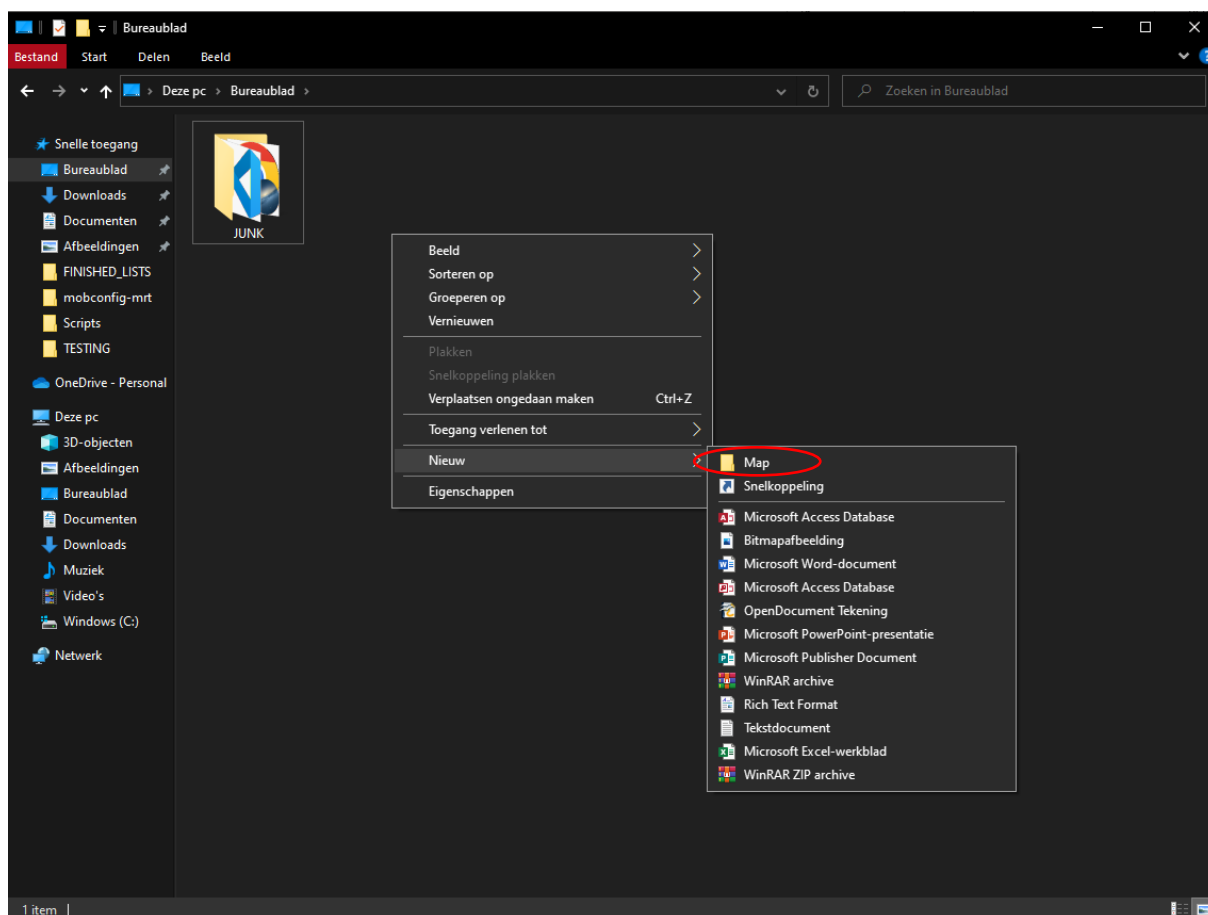 Bureaublad
Bestand Start Delen Beeld
Deze pc > Bureaublad >
Zoeken in Bureaublad
Snelle toegang
Bureaublad
Downloads
Documenten
Afbeeldingen
FINISHED_LISTS
mobconfig-mrt
Scripts
TESTING
OneDrive - Personal
Deze pc
3D-objecten
Afbeeldingen
Bureaublad
Documenten
Downloads
Muziek
Video's
Windows (C:)
Netwerk
JUNK
Beeld
Sorteren op
Groeperen op
Vernieuwen
Plakken
Snelkoppeling plakken
Verplaatsen ongedaan maken Ctrl+Z
Toegang verlenen tot
Nieuw
Eigenschappen
Map
Snelkoppeling
Microsoft Access Database
Bitmapafbeelding
Microsoft Word-document
Microsoft Access Database
OpenDocument Tekening
Microsoft PowerPoint-presentatie
Microsoft Publisher Document
WinRAR archive
Rich Text Format
Tekstdocument
Microsoft Excel-werkblad
WinRAR ZIP archive
1 item